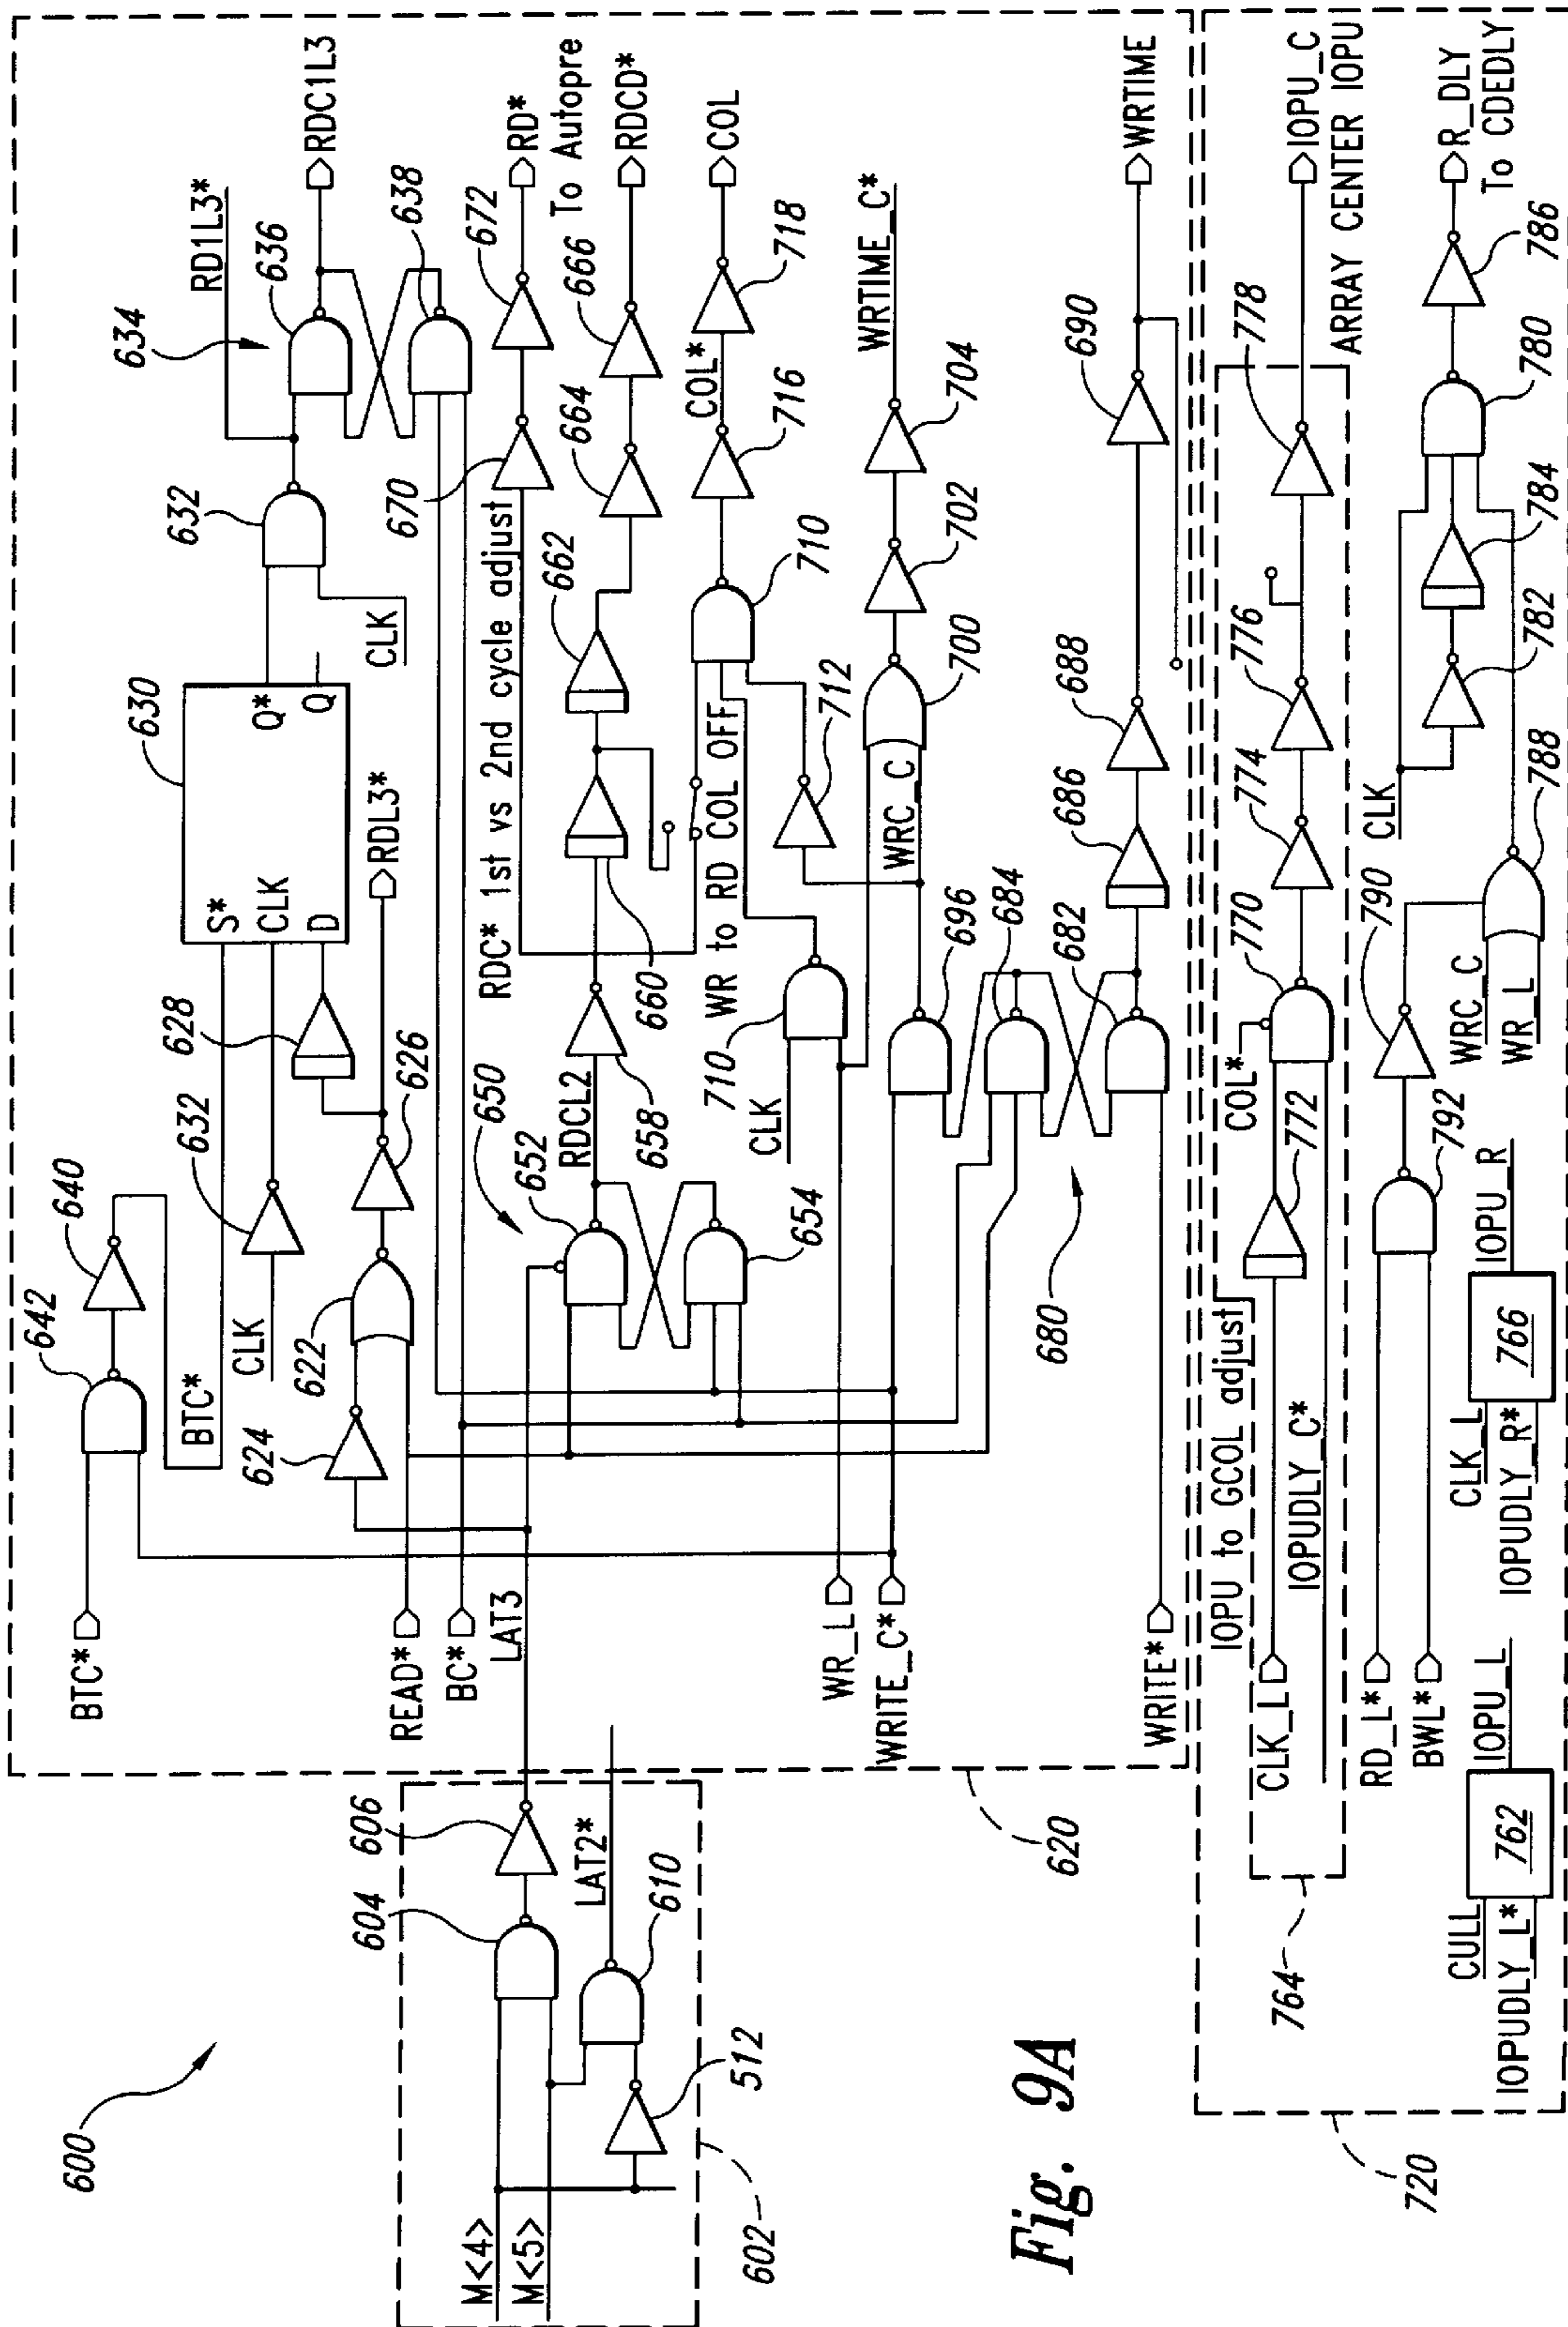 600
M<4>
M<5>
602
604
606
LAT2*
610
512
LAT3
620
BTC*
READ*
BC*
WR_L
WRITE_C*
WRITE*
642
640
BTC*
CLK
632
624
622
626
628
RDL3*
630
S*
CLK
D
Q*
Q
CLK
632
634
RD1L3*
636
RDC1L3
638
650
652
654
RDCL2
658
660
662
664
666
RDCD*
670
672
RD*
To Autopre
RDC* 1st vs 2nd cycle adjust
WR to RD COL OFF
CLK
710
710
712
COL*
716
718
COL
WRC_C
700
702
704
WRTIME_C*
696
684
682
680
686
688
690
WRTIME
IOPU to GCOL adjust
CLK_L
IOPUDLY_C*
COL*
772
770
774
776
778
IOPU_C
ARRAY CENTER IOPU
764
720
RD_L*
BWL*
792
790
WRC_C
WR_L
788
CLK
782
784
780
786
R_DLY
To CDEDLY
CULL
IOPUDLY_L*
762
IOPU_L
CLK_L
IOPUDLY_R*
766
IOPU_R
Fig. 9A